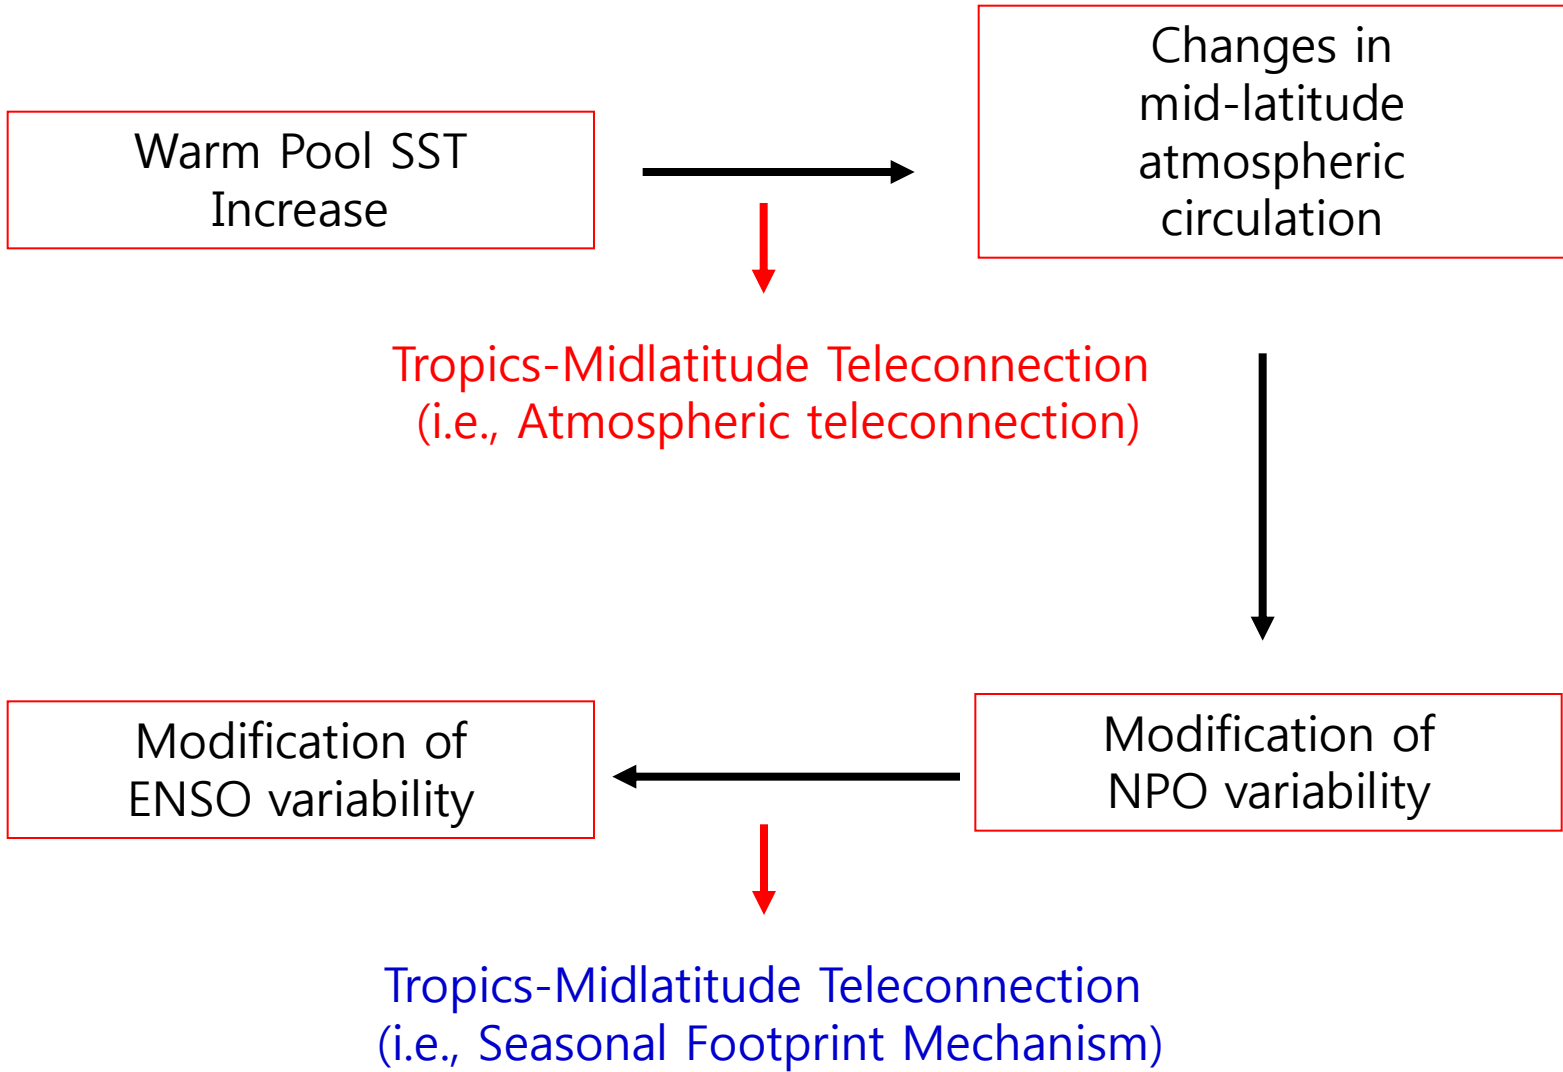 Warm Pool SST
Increase
Changes in
mid-latitude
atmospheric
circulation
Tropics-Midlatitude Teleconnection
(i.e., Atmospheric teleconnection)
Modification of
ENSO variability
Modification of
NPO variability
Tropics-Midlatitude Teleconnection
(i.e., Seasonal Footprint Mechanism)